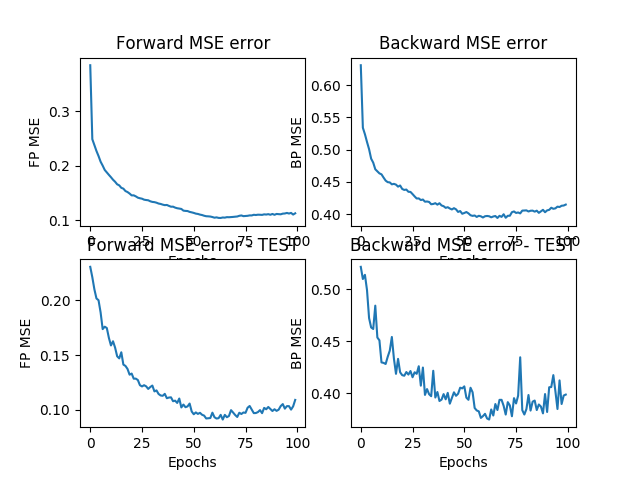 Forward MSE error
Backward MSE error
FP MSE
0.3
0.2
0.1
0 25 50 75 100
Epochs
BP MSE
0.60
0.55
0.50
0.45
0.40
0 25 50 75 100
Epochs
Forward MSE error - TEST
Backward MSE error - TEST
FP MSE
0.20
0.15
0.10
0 25 50 75 100
Epochs
BP MSE
0.50
0.45
0.40
0 25 50 75 100
Epochs